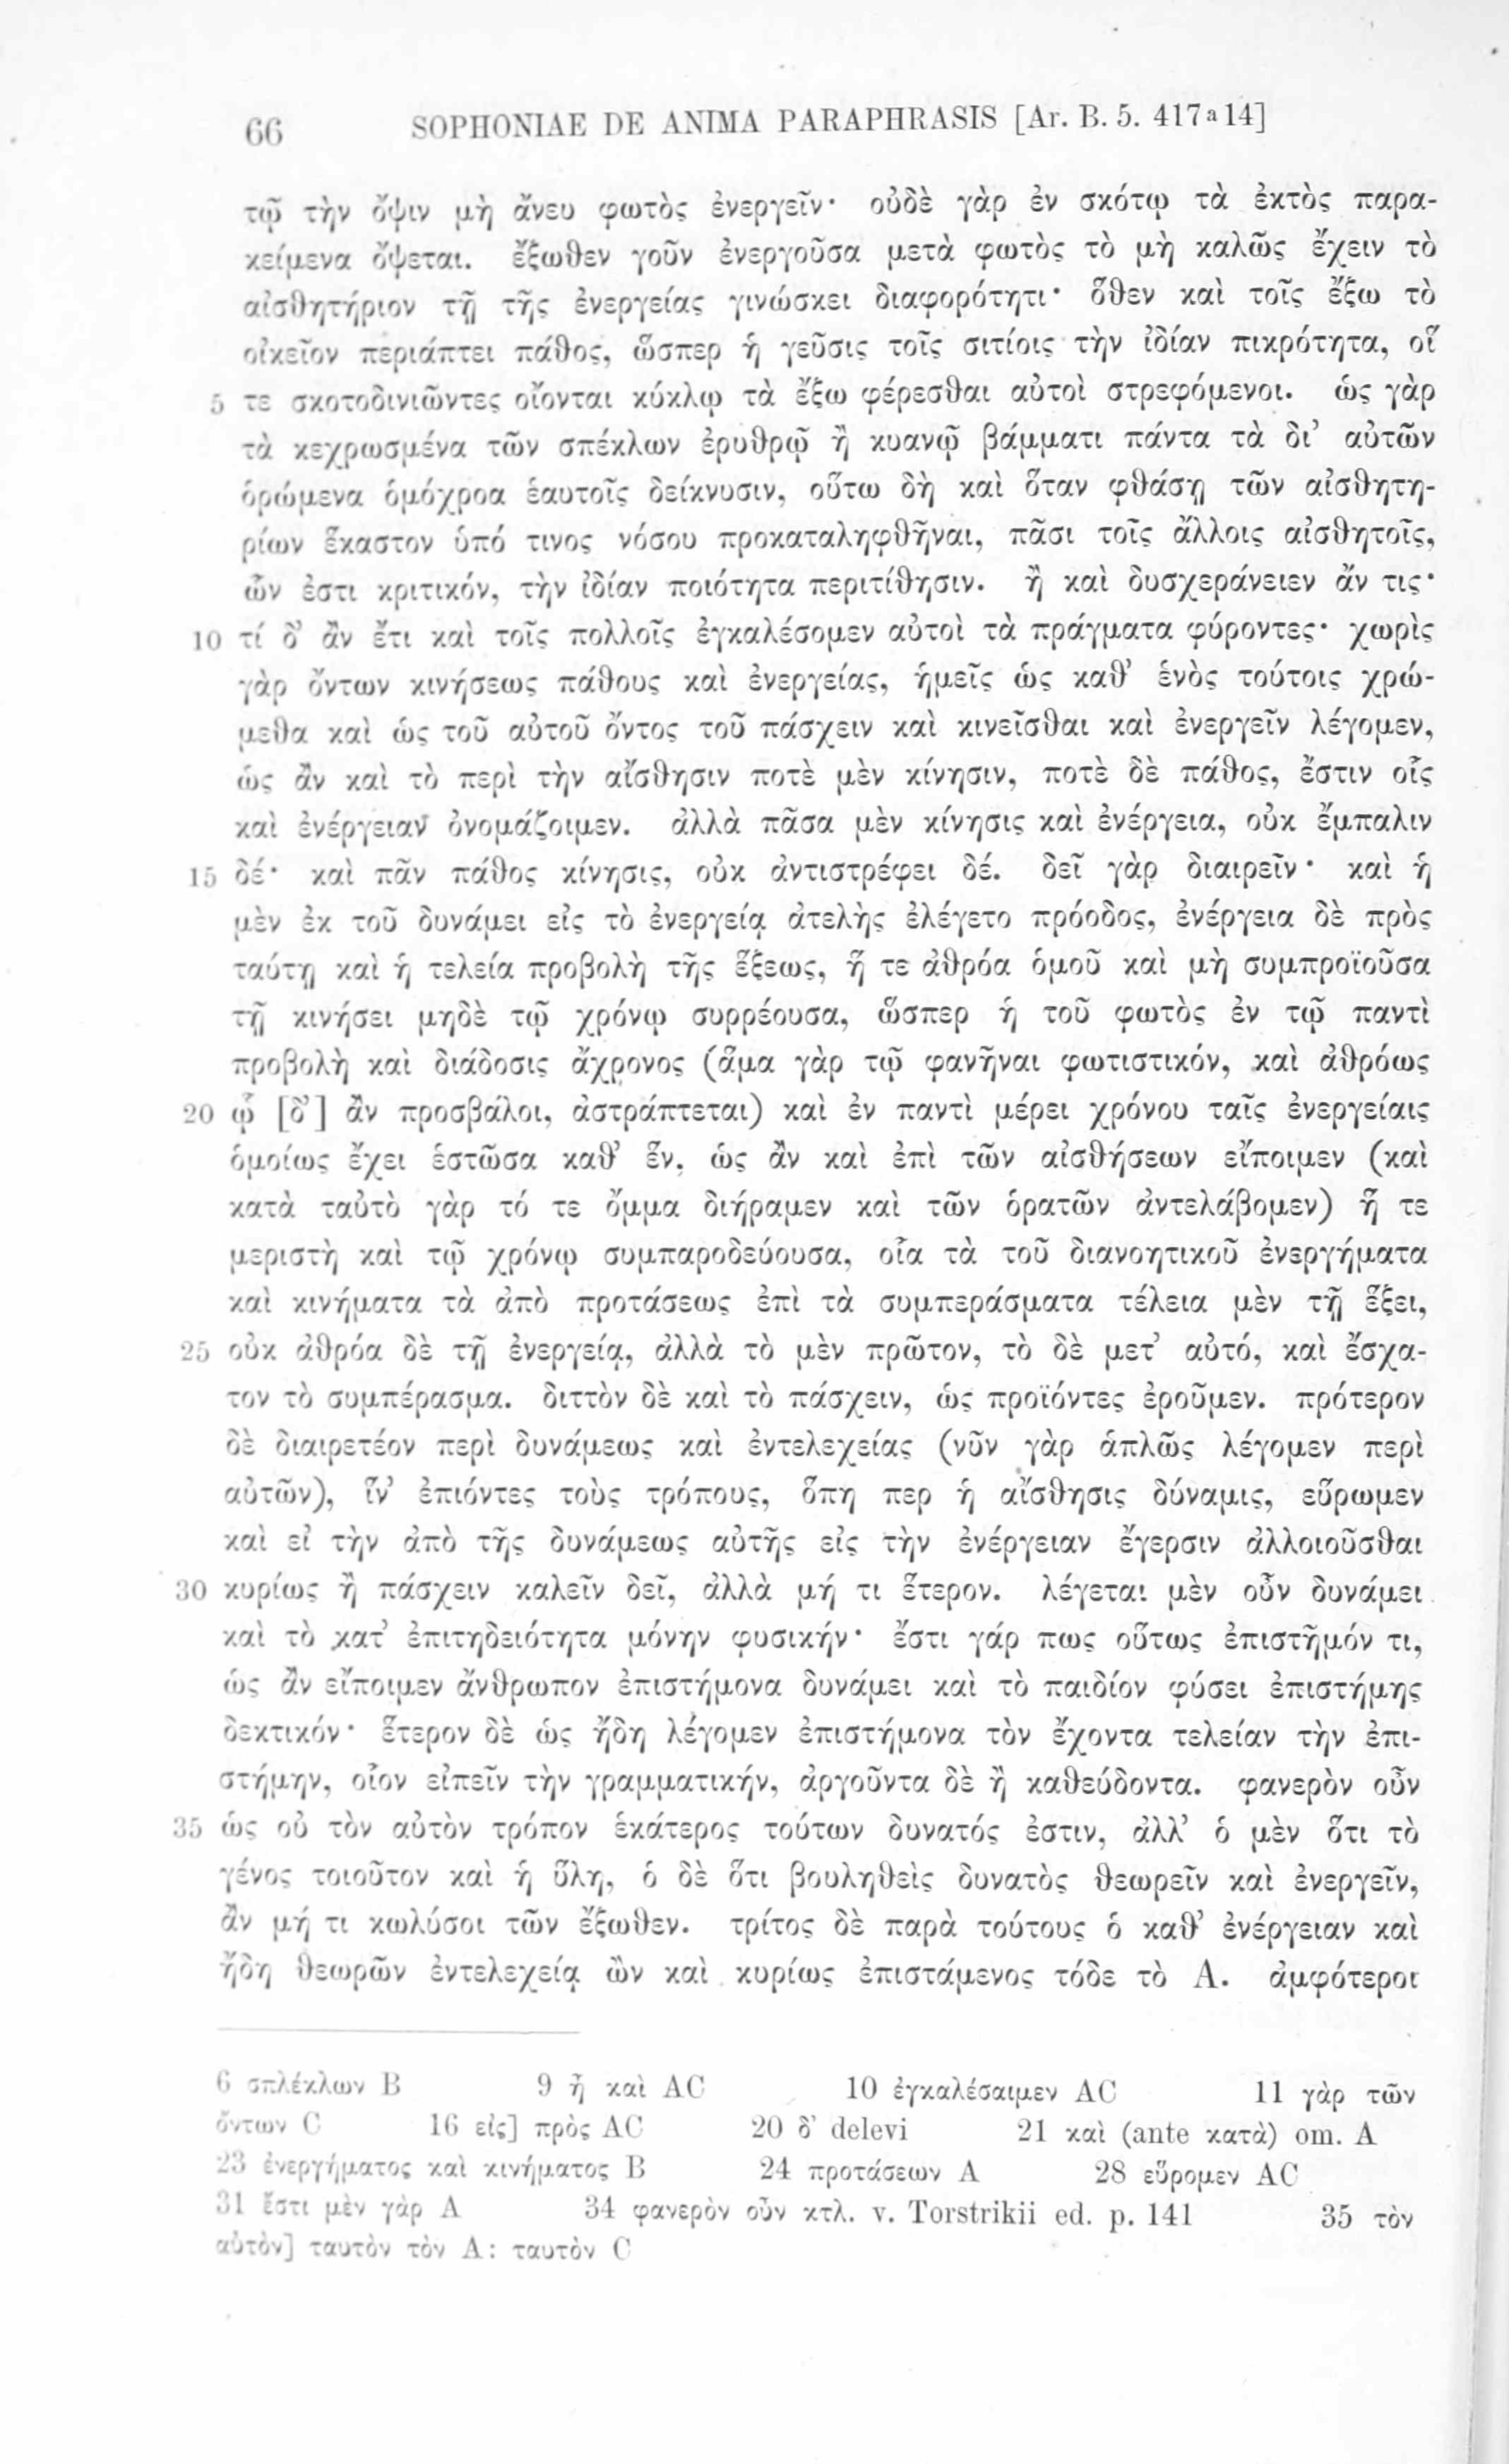 66 SOPHONIAE DE ANIMA PARAPHRASIS [Ar. B. 5. 417ª14]
τῷ τὴν ὄψιν μὴ ἄνευ φωτὸς ἐνεργεῖν· οὐδὲ γὰρ ἐν σκότῳ τὰ ἐκτὸς παρα-
κείμενα ὄψεται. ἔξωθεν γοῦν ἐνεργοῦσα μετὰ φωτὸς τὸ μὴ καλῶς ἔχειν τὸ
αἰσθητήριον τῇ τῆς ἐνεργείας γινώσκει διαφορότητι· ὅθεν καὶ τοῖς ἔξω τὸ
οἰκεῖον περιάπτει πάθος, ὥσπερ ἡ γεῦσις τοῖς σιτίοις τὴν ἰδίαν πικρότητα, οἵ
5 τε σκοτοδινιῶντες οἴονται κύκλῳ τὰ ἔξω φέρεσθαι αὐτοὶ στρεφόμενοι. ὡς γὰρ
τὰ κεχρωσμένα τῶν σπέκλων ἐρυθρῷ ἢ κυανῷ βάμματι πάντα τὰ δι’ αὐτῶν
ὁρώμενα ὁμόχροα ἑαυτοῖς δείκνυσιν, οὕτω δὴ καὶ ὅταν φθάσῃ τῶν αἰσθητη-
ρίων ἕκαστον ὑπό τινος νόσου προκαταληφθῆναι, πᾶσι τοῖς ἄλλοις αἰσθητοῖς,
ὧν ἐστι κριτικόν, τὴν ἰδίαν ποιότητα περιτίθησιν. ἢ καὶ δυσχεράνειεν ἄν τις·
10 τί δ’ ἂν ἔτι καὶ τοῖς πολλοῖς ἐγκαλέσομεν αὐτοὶ τὰ πράγματα φύροντες· χωρὶς
γὰρ ὄντων κινήσεως πάθους καὶ ἐνεργείας, ἡμεῖς ὡς καθ’ ἑνὸς τούτοις χρώ-
μεθα καὶ ὡς τοῦ αὐτοῦ ὄντος τοῦ πάσχειν καὶ κινεῖσθαι καὶ ἐνεργεῖν λέγομεν,
ὡς ἂν καὶ τὸ περὶ τὴν αἴσθησιν ποτὲ μὲν κίνησιν, ποτὲ δὲ πάθος, ἔστιν οἷς
καὶ ἐνέργειαν ὀνομάζοιμεν. ἀλλὰ πᾶσα μὲν κίνησις καὶ ἐνέργεια, οὐκ ἔμπαλιν
15 δέ· καὶ πᾶν πάθος κίνησις, οὐκ ἀντιστρέφει δέ. δεῖ γὰρ διαιρεῖν· καὶ ἡ
μὲν ἐκ τοῦ δυνάμει εἰς τὸ ἐνεργείᾳ ἀτελὴς ἐλέγετο πρόοδος, ἐνέργεια δὲ πρὸς
ταύτῃ καὶ ἡ τελεία προβολὴ τῆς ἕξεως, ἥ τε ἀθρόα ὁμοῦ καὶ μὴ συμπροϊοῦσα
τῇ κινήσει μηδὲ τῷ χρόνῳ συρρέουσα, ὥσπερ ἡ τοῦ φωτὸς ἐν τῷ παντὶ
προβολὴ καὶ διάδοσις ἄχρονος (ἅμα γὰρ τῷ φανῆναι φωτιστικόν, καὶ ἀθρόως
20 ᾧ [δ’] ἂν προσβάλοι, ἀστράπτεται) καὶ ἐν παντὶ μέρει χρόνου ταῖς ἐνεργείαις
ὁμοίως ἔχει ἑστῶσα καθ’ ἕν, ὡς ἂν καὶ ἐπὶ τῶν αἰσθήσεων εἴποιμεν (καὶ
κατὰ ταὐτὸ γὰρ τό τε ὄμμα διήραμεν καὶ τῶν ὁρατῶν ἀντελάβομεν) ἥ τε
μεριστὴ καὶ τῷ χρόνῳ συμπαροδεύουσα, οἷα τὰ τοῦ διανοητικοῦ ἐνεργήματα
καὶ κινήματα τὰ ἀπὸ προτάσεως ἐπὶ τὰ συμπεράσματα τέλεια μὲν τῇ ἕξει,
25 οὐκ ἀθρόα δὲ τῇ ἐνεργείᾳ, ἀλλὰ τὸ μὲν πρῶτον, τὸ δὲ μετ’ αὐτό, καὶ ἔσχα-
τον τὸ συμπέρασμα. διττὸν δὲ καὶ τὸ πάσχειν, ὡς προϊόντες ἐροῦμεν. πρότερον
δὲ διαιρετέον περὶ δυνάμεως καὶ ἐντελεχείας (νῦν γὰρ ἁπλῶς λέγομεν περὶ
αὐτῶν), ἵν’ ἐπιόντες τοὺς τρόπους, ὅπη περ ἡ αἴσθησις δύναμις, εὕρωμεν
καὶ εἰ τὴν ἀπὸ τῆς δυνάμεως αὐτῆς εἰς τὴν ἐνέργειαν ἔγερσιν ἀλλοιοῦσθαι
30 κυρίως ἢ πάσχειν καλεῖν δεῖ, ἀλλὰ μή τι ἕτερον. λέγεται μὲν οὖν δυνάμει
καὶ τὸ κατ’ ἐπιτηδειότητα μόνην φυσικήν· ἔστι γάρ πως οὕτως ἐπιστῆμόν τι,
ὡς ἂν εἴποιμεν ἄνθρωπον ἐπιστήμονα δυνάμει καὶ τὸ παιδίον φύσει ἐπιστήμης
δεκτικόν· ἕτερον δὲ ὡς ἤδη λέγομεν ἐπιστήμονα τὸν ἔχοντα τελείαν τὴν ἐπι-
στήμην, οἷον εἰπεῖν τὴν γραμματικήν, ἀργοῦντα δὲ ἢ καθεύδοντα. φανερὸν οὖν
35 ὡς οὐ τὸν αὐτὸν τρόπον ἑκάτερος τούτων δυνατός ἐστιν, ἀλλ’ ὁ μὲν ὅτι τὸ
γένος τοιοῦτον καὶ ἡ ὕλη, ὁ δὲ ὅτι βουληθεὶς δυνατὸς θεωρεῖν καὶ ἐνεργεῖν,
ἂν μή τι κωλύσοι τῶν ἔξωθεν. τρίτος δὲ παρὰ τούτους ὁ καθ’ ἐνέργειαν καὶ
ἤδη θεωρῶν ἐντελεχείᾳ ὢν καὶ κυρίως ἐπιστάμενος τόδε τὸ Α. ἀμφότεροι
6 σπλέκλων B 9 ἦ καὶ AC 10 ἐγκαλέσαιμεν AC 11 γὰρ τῶν
ὄντων C 16 εἰς] πρὸς AC 20 δ’ delevi 21 καὶ (ante κατὰ) om. A
23 ἐνεργήματος καὶ κινήματος B 24 προτάσεων A 28 εὕρομεν AC
31 ἔστι μὲν γὰρ A 34 φανερὸν οὖν κτλ. v. Torstrikii ed. p. 141 35 τὸν
αὐτὸν] ταυτὸν τὸν A: ταυτὸν C